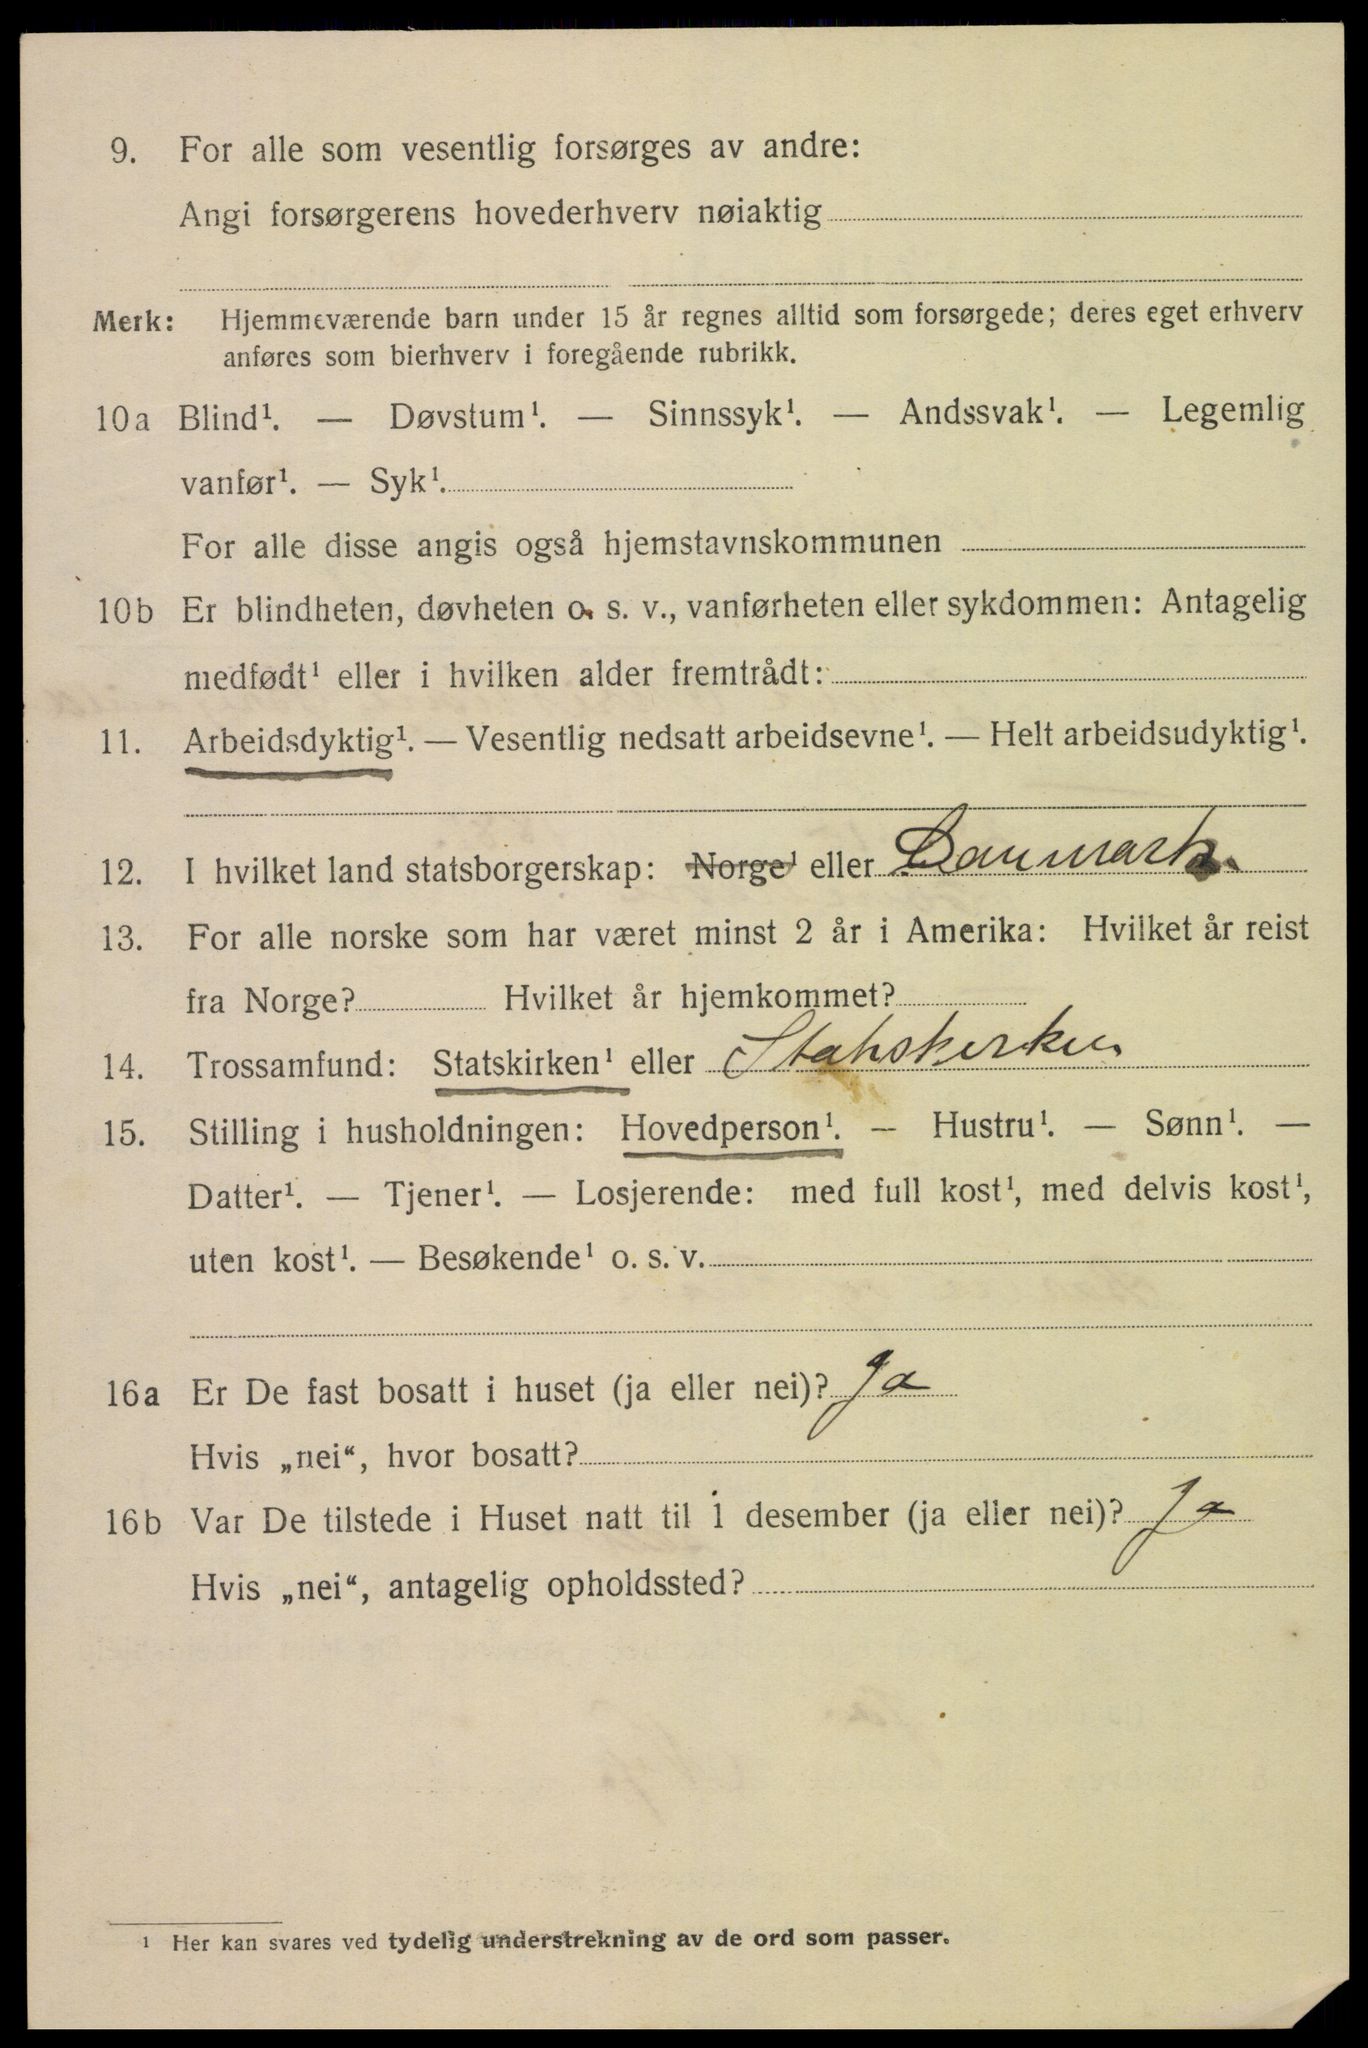 9. For alle som vesentlig forsørges av andre:
Angi forsørgerens hovederhverv nøiaktig
Merk: Hjemmeværende barn under 15 år regnes alltid som forsørgede; deres eget erhverv
anføres som bierhverv i foregående rubrikk.
10a Blind¹. — Døvstum¹. — Sinnssyk¹. — Andssvak¹. — Legemlig
vanfør¹. — Syk¹.
For alle disse angis også hjemstavnskommunen
10b Er blindheten, døvheten o. s. v., vanførheten eller sykdommen: Antagelig
medfødt¹ eller i hvilken alder fremtrådt:
11. Arbeidsdyktig¹. — Vesentlig nedsatt arbeidsevne¹. — Helt arbeidsudyktig¹.
12. I hvilket land statsborgerskap: Norge¹ eller Danmark.
13. For alle norske som har været minst 2 år i Amerika: Hvilket år reist
fra Norge? Hvilket år hjemkommet?
14. Trossamfund: Statskirken¹ eller Statskirken
15. Stilling i husholdningen: Hovedperson¹. — Hustru¹. — Sønn¹. —
Datter¹. — Tjener¹. — Losjerende: med full kost¹, med delvis kost¹,
uten kost¹. — Besøkende¹ o. s. v.
16a Er De fast bosatt i huset (ja eller nei)? Ja
Hvis „nei“, hvor bosatt?
16b Var De tilstede i Huset natt til 1 desember (ja eller nei)? Ja
Hvis „nei“, antagelig opholdssted?
¹ Her kan svares ved tydelig understrekning av de ord som passer.